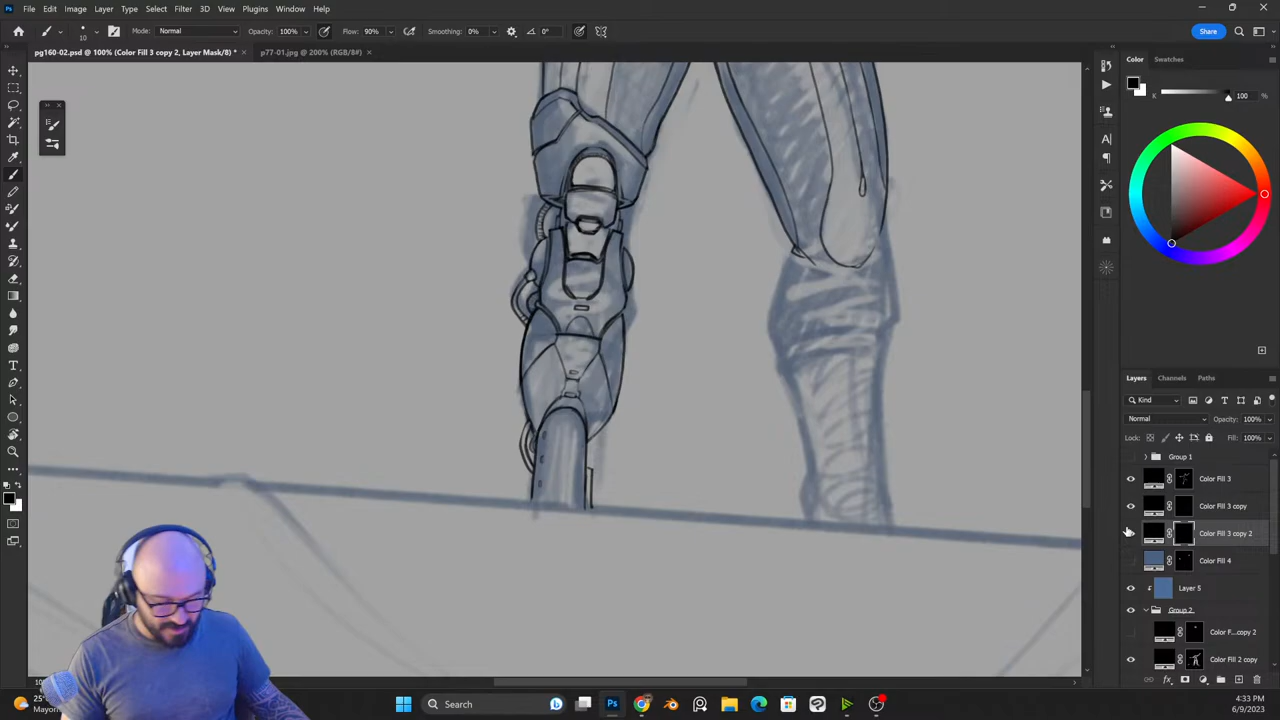 File Edit Image Layer Type Select Filter 3D View Plugins Window Help
10 Mode: Normal Opacity: 100% Flow: 90% Smoothing: 0% 0° Share
pg160-02.psd @ 100% (Color Fill 3 copy 2, Layer Mask/8) * × p77-01.jpg @ 200% (RGB/8#) ×
Color Swatches
K 100 %
Layers Channels Paths
Kind
Normal Opacity: 100%
Lock: Fill: 100%
Group 1
Color Fill 3
Color Fill 3 copy
Color Fill 3 copy 2
Color Fill 4
Layer 5
Group 2
Color F...copy 2
Color Fill 2 copy
Search
4:33 PM
6/9/2023